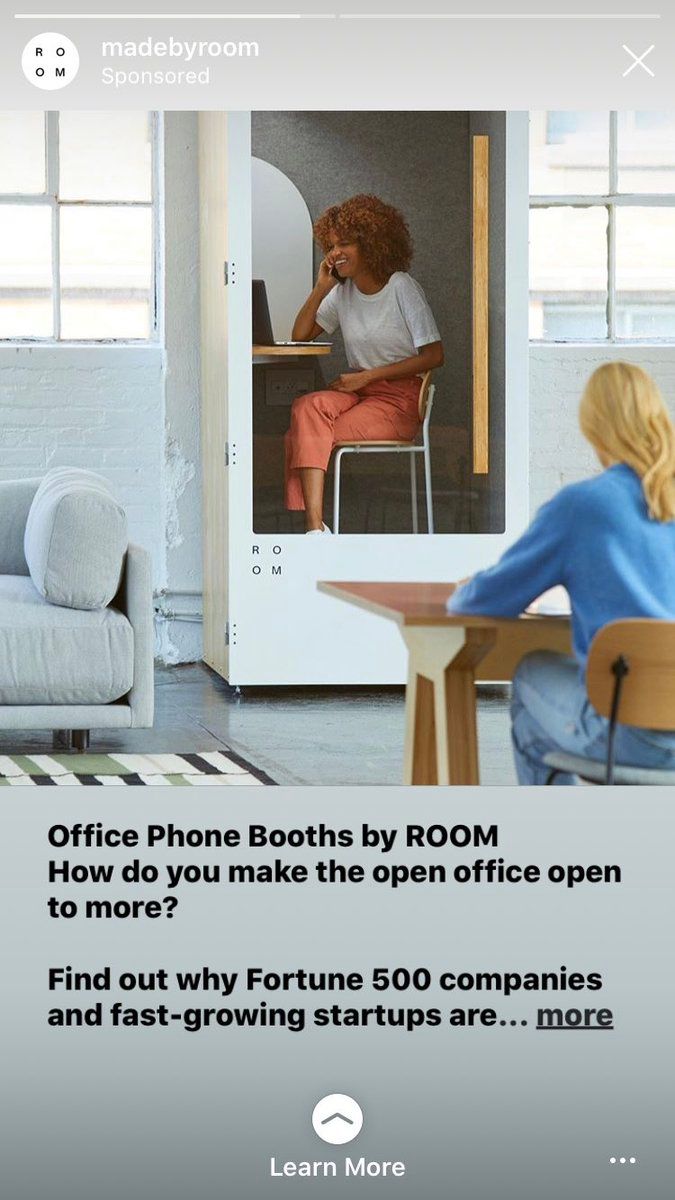 R O
O M
madebyroom
Sponsored
R O
O M
Office Phone Booths by ROOM
How do you make the open office open
to more?
Find out why Fortune 500 companies
and fast-growing startups are... more
Learn More